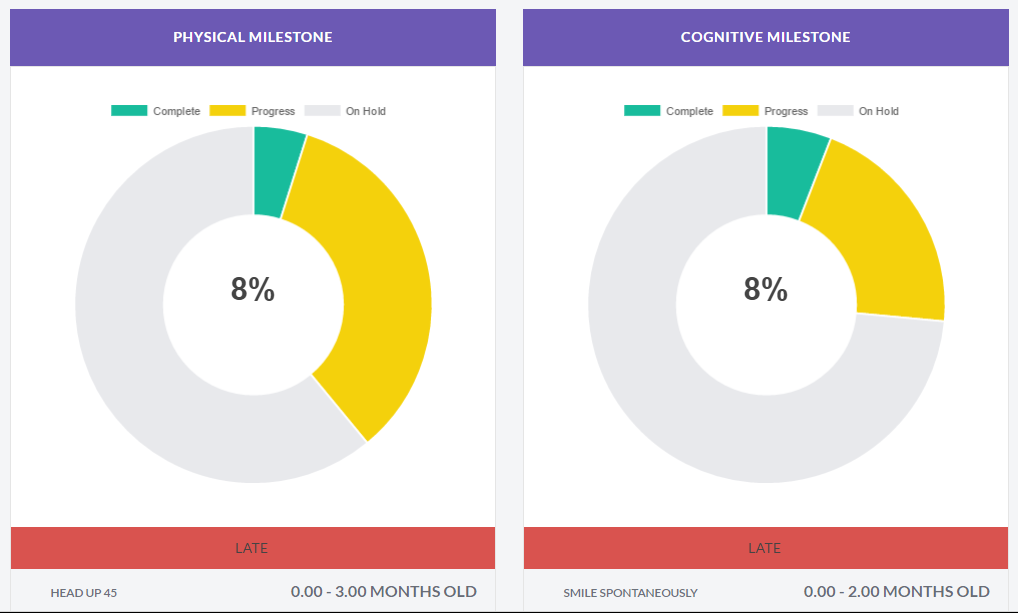 PHYSICAL MILESTONE
Complete Progress On Hold
8%
LATE
HEAD UP 45 0.00 - 3.00 MONTHS OLD
COGNITIVE MILESTONE
Complete Progress On Hold
8%
LATE
SMILE SPONTANEOUSLY 0.00 - 2.00 MONTHS OLD